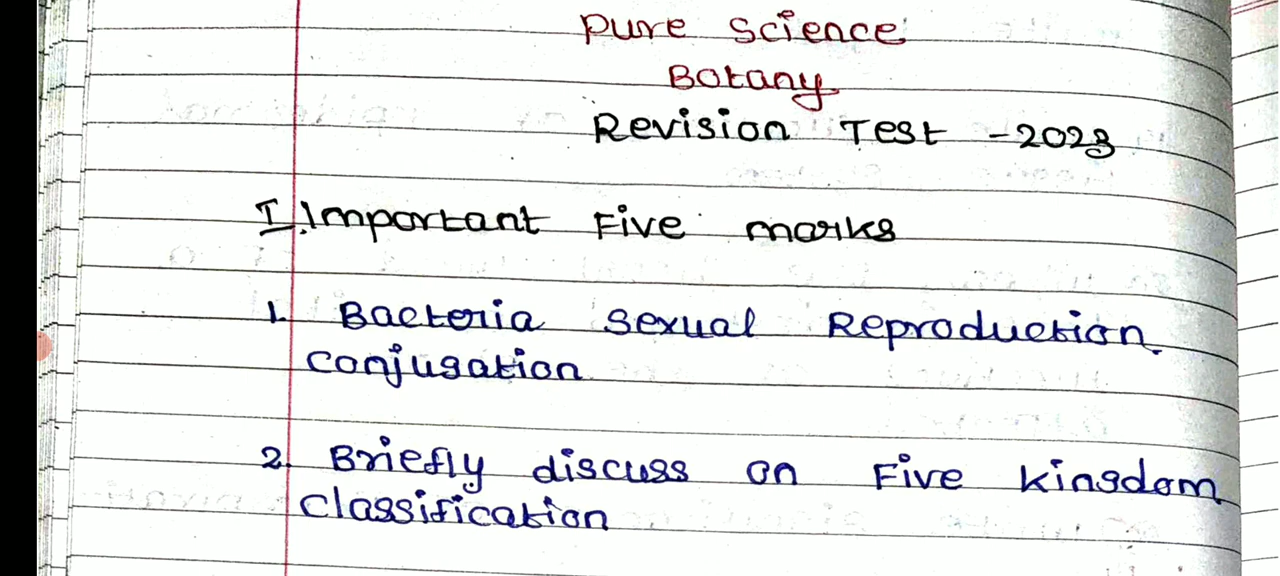 Pure Science
Botany
Revision Test - 2023
I. Important Five marks
1. Bacteria sexual Reproduction.
conjugation
2. Briefly discuss on Five kingdom
classification